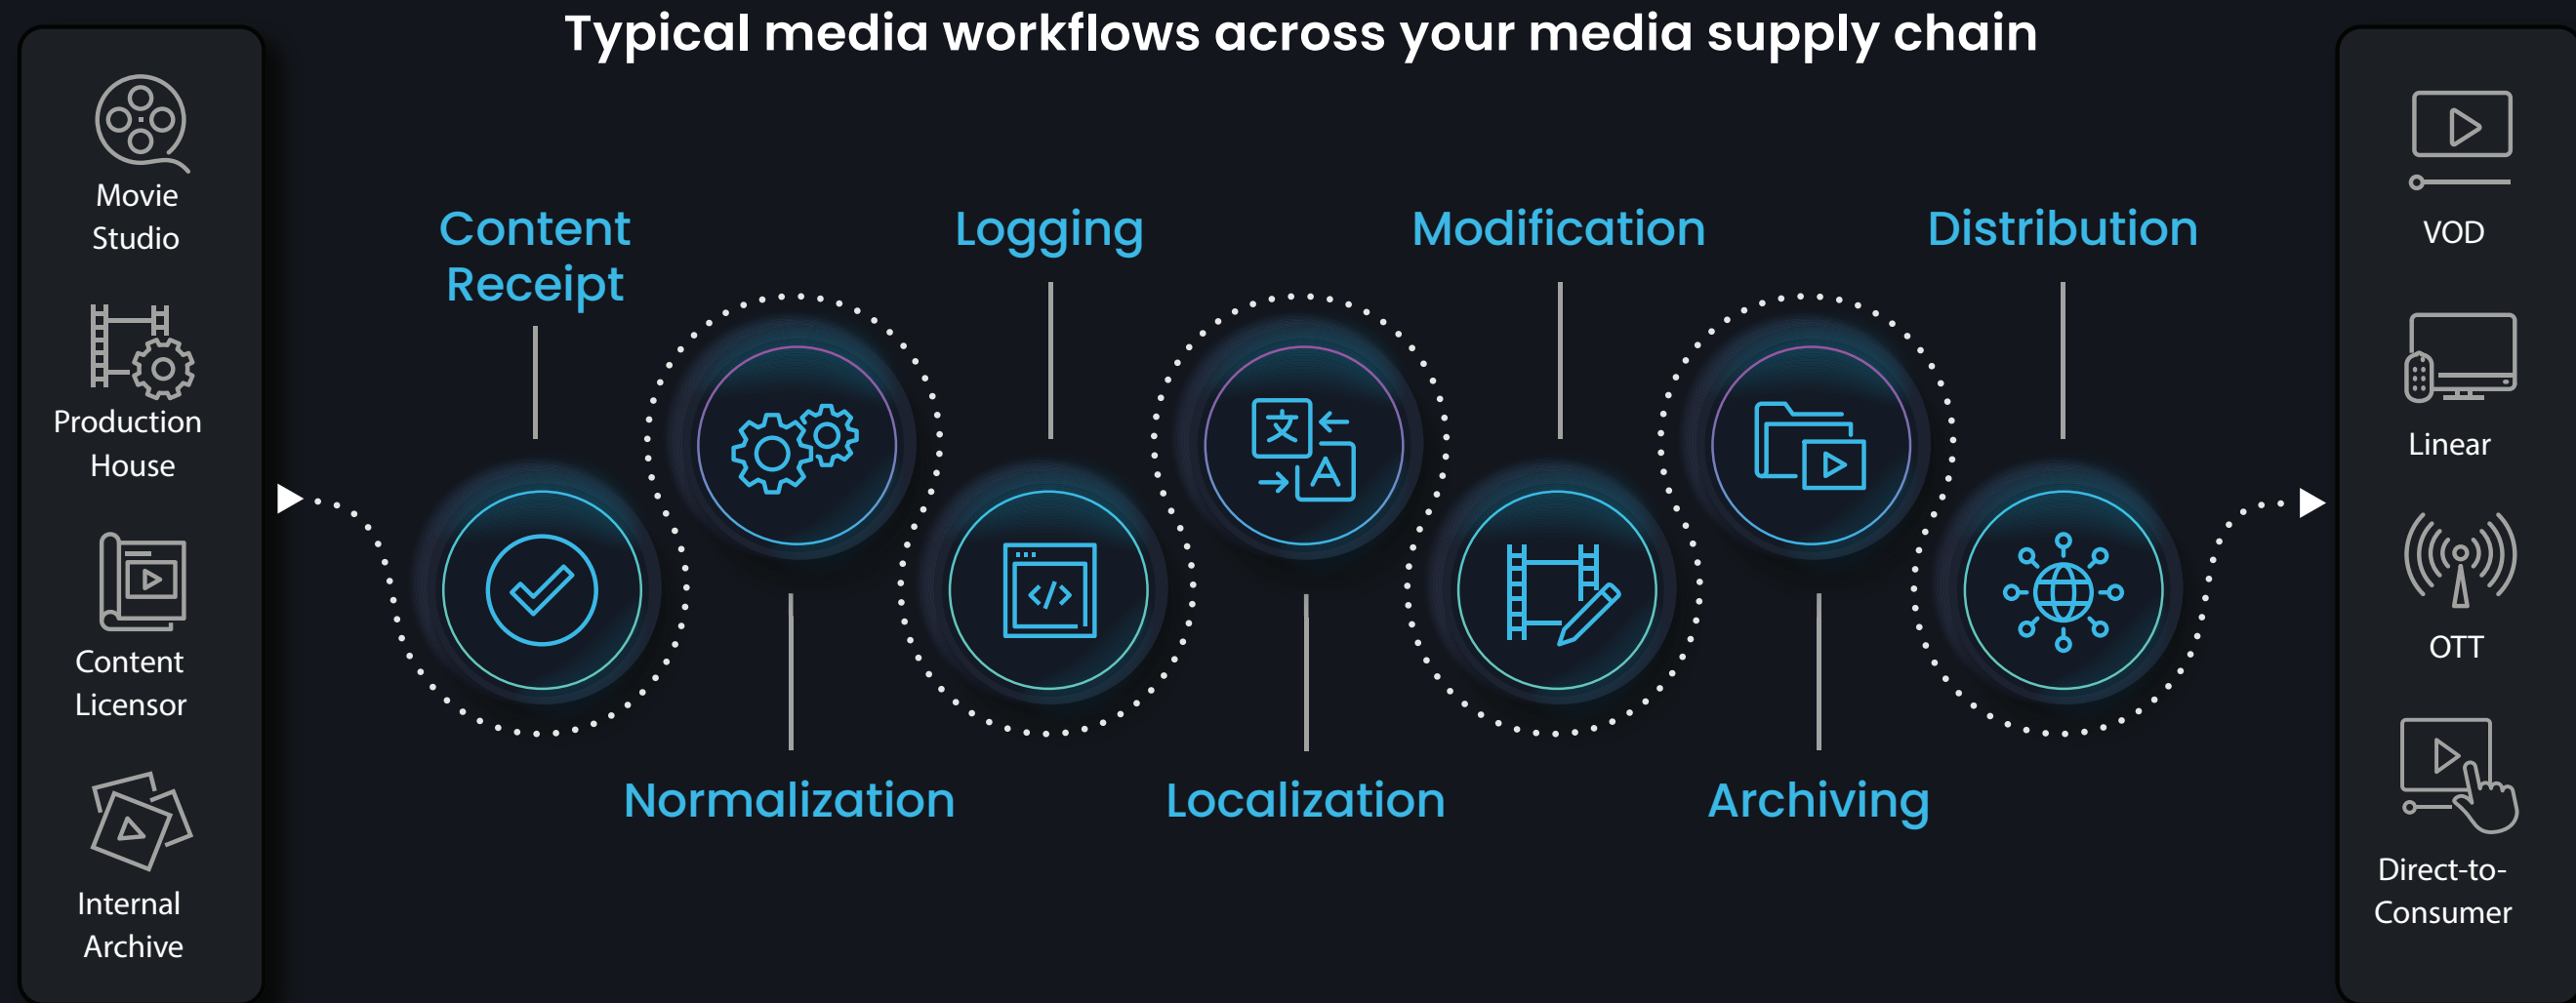 Typical media workflows across your media supply chain
Movie
Studio
Production
House
Content
Licensor
Internal
Archive
Content
Receipt
Normalization
Logging
</>
文
A
Localization
Modification
Archiving
Distribution
VOD
Linear
OTT
Direct-to-
Consumer